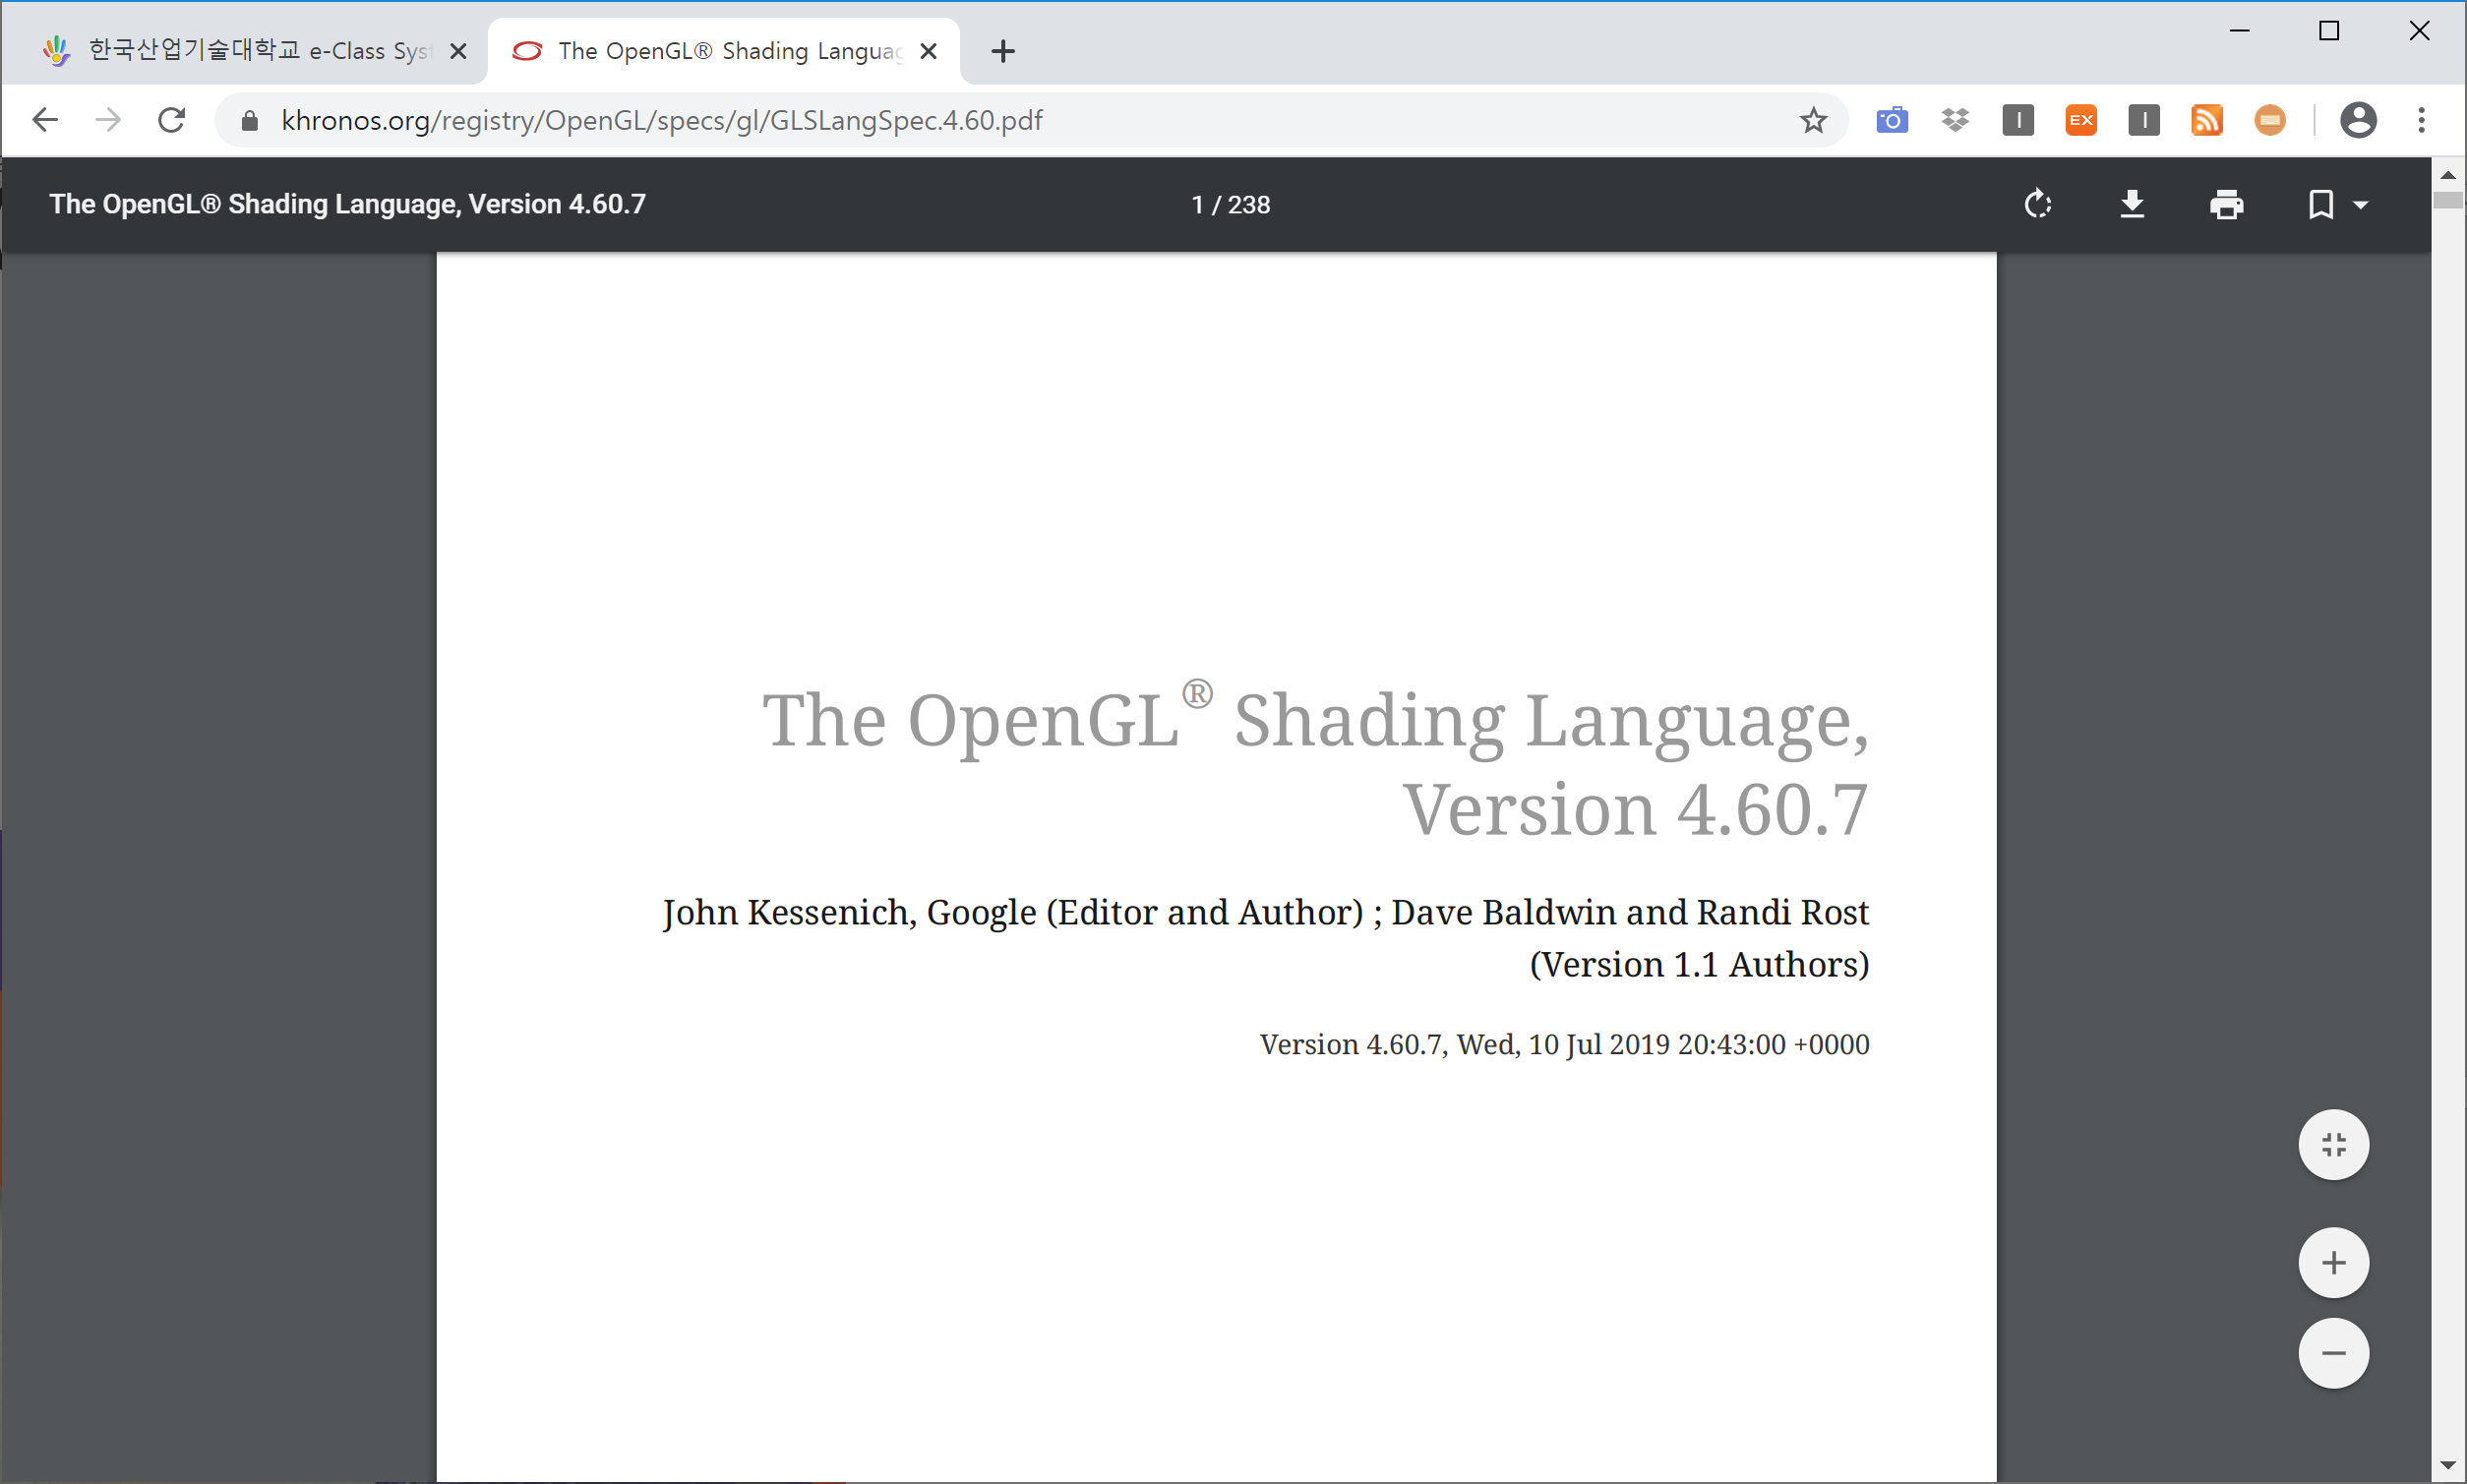 한국산업기술대학교 e-Class Syst
The OpenGL® Shading Languag
khronos.org/registry/OpenGL/specs/gl/GLSLangSpec.4.60.pdf
EX
The OpenGL® Shading Language, Version 4.60.7
1 / 238
The OpenGL® Shading Language,
Version 4.60.7
John Kessenich, Google (Editor and Author) ; Dave Baldwin and Randi Rost
(Version 1.1 Authors)
Version 4.60.7, Wed, 10 Jul 2019 20:43:00 +0000